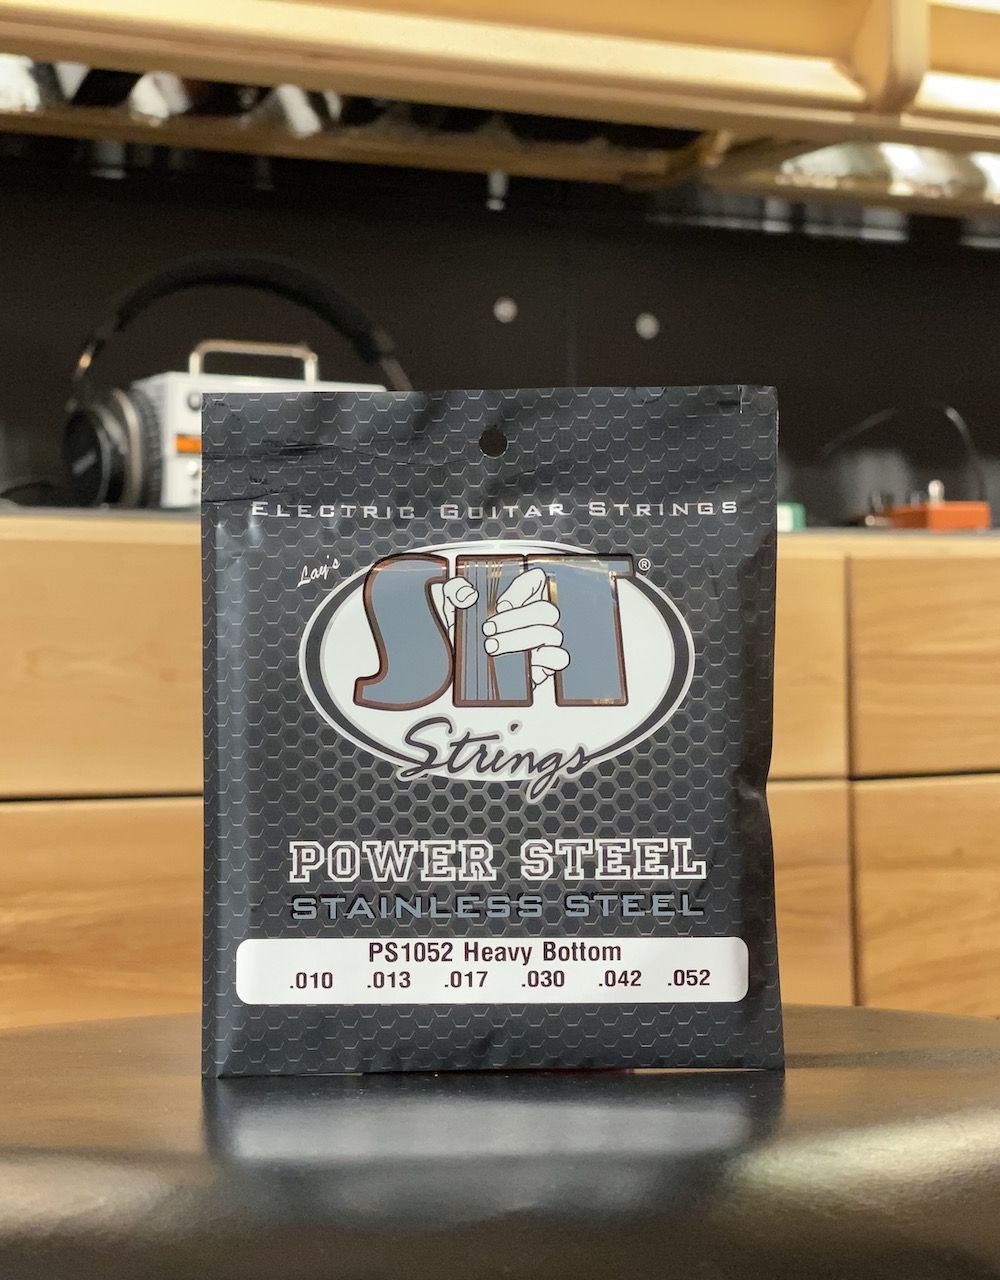 Electric Guitar Strings
Lay's
SIT®
Strings
POWER STEEL
STAINLESS STEEL
PS1052 Heavy Bottom
.010 .013 .017 .030 .042 .052